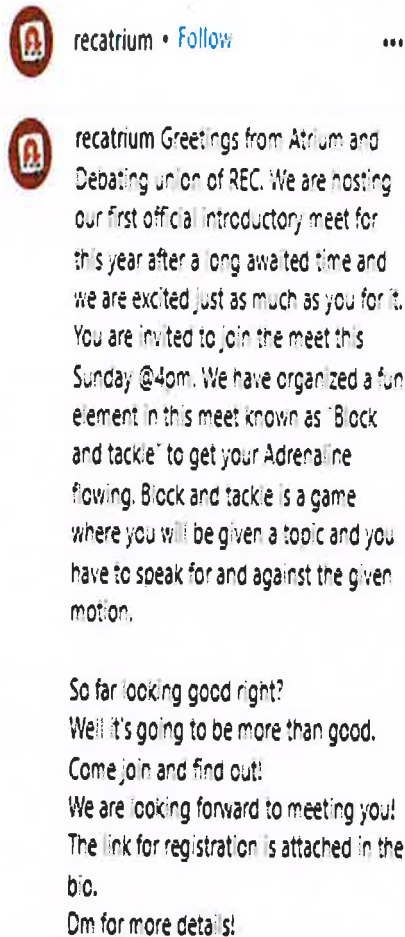 recatrium • Follow
recatrium Greetings from Atrium and
Debating union of REC. We are hosting
our first official introductory meet for
this year after a long awaited time and
we are excited just as much as you for it.
You are invited to join the meet this
Sunday @4pm. We have organized a fun
element in this meet known as "Block
and tackle" to get your Adrenaline
flowing. Block and tackle is a game
where you will be given a topic and you
have to speak for and against the given
motion.
So far looking good right?
Well it's going to be more than good.
Come join and find out!
We are looking forward to meeting you!
The link for registration is attached in the
bio.
Dm for more details!